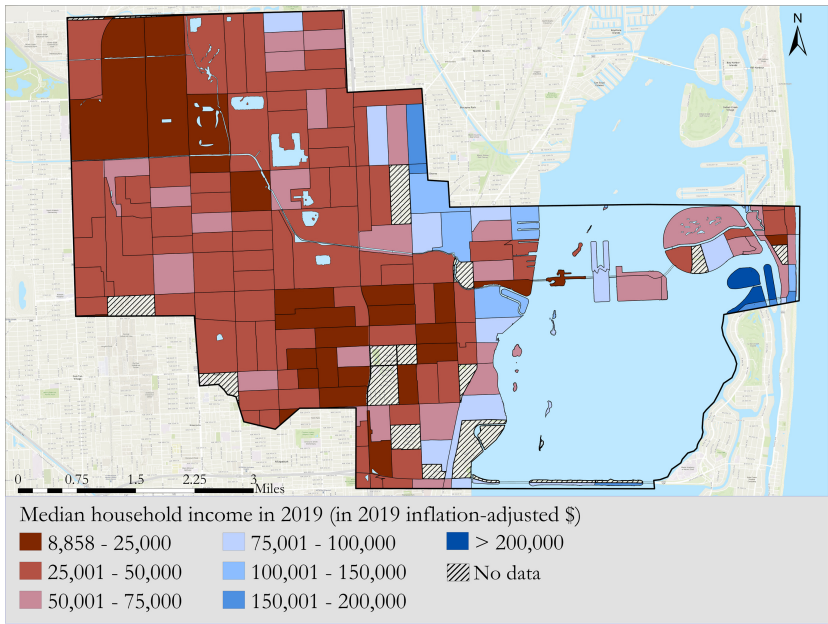 N
0 0.75 1.5 2.25 3
Miles
Median household income in 2019 (in 2019 inflation-adjusted $)
8,858 - 25,000
25,001 - 50,000
50,001 - 75,000
75,001 - 100,000
100,001 - 150,000
150,001 - 200,000
> 200,000
No data